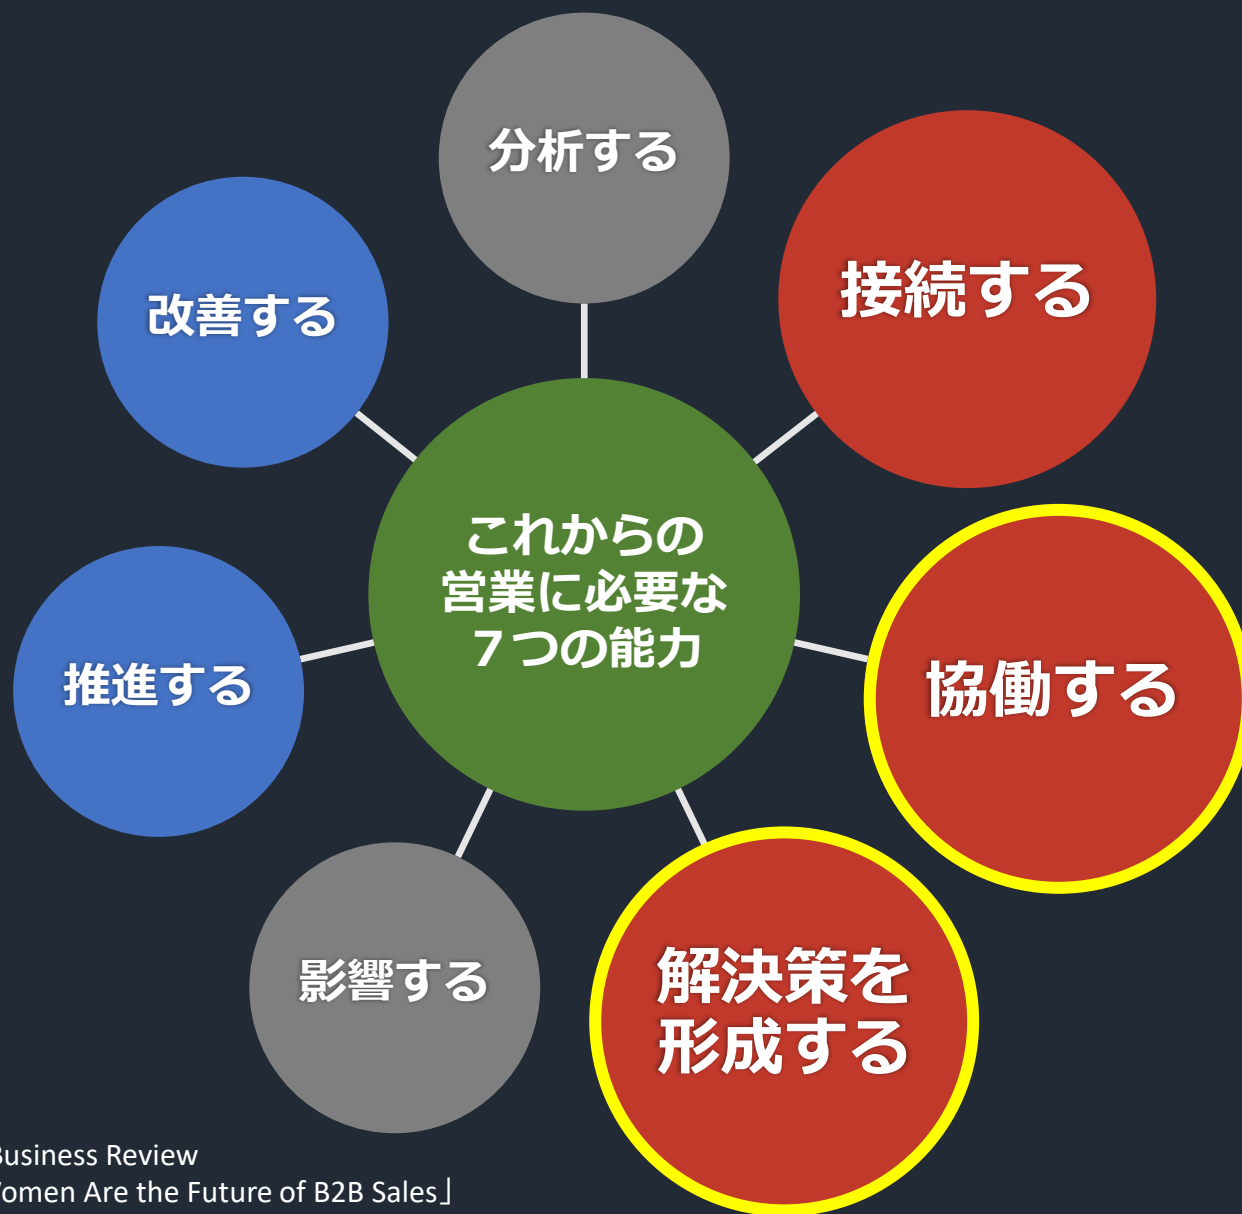 分析する
接続する
改善する
これからの
営業に必要な
７つの能力
協働する
推進する
解決策を
形成する
影響する
Business Review
Women Are the Future of B2B Sales」